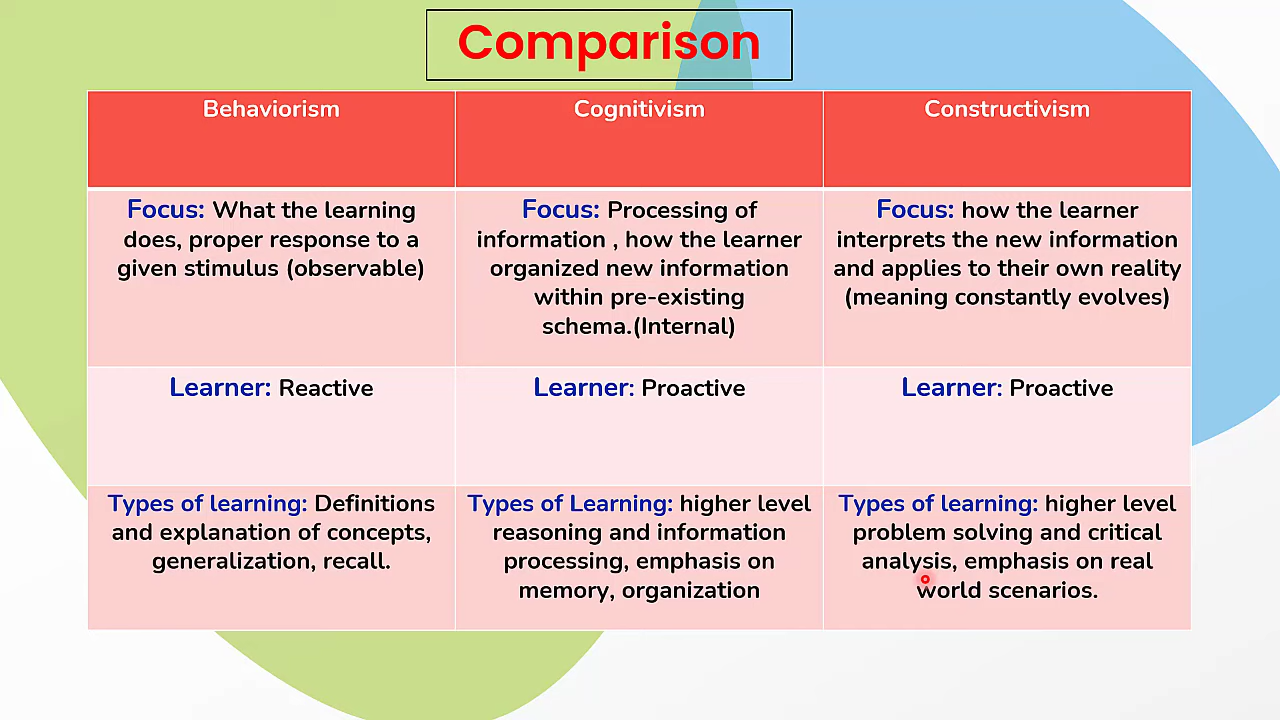 Comparison
Behaviorism
Cognitivism
Constructivism
Focus: What the learning
does, proper response to a
given stimulus (observable)
Focus: Processing of
information , how the learner
organized new information
within pre-existing
schema.(Internal)
Focus: how the learner
interprets the new information
and applies to their own reality
(meaning constantly evolves)
Learner: Reactive
Learner: Proactive
Learner: Proactive
Types of learning: Definitions
and explanation of concepts,
generalization, recall.
Types of Learning: higher level
reasoning and information
processing, emphasis on
memory, organization
Types of learning: higher level
problem solving and critical
analysis, emphasis on real
world scenarios.